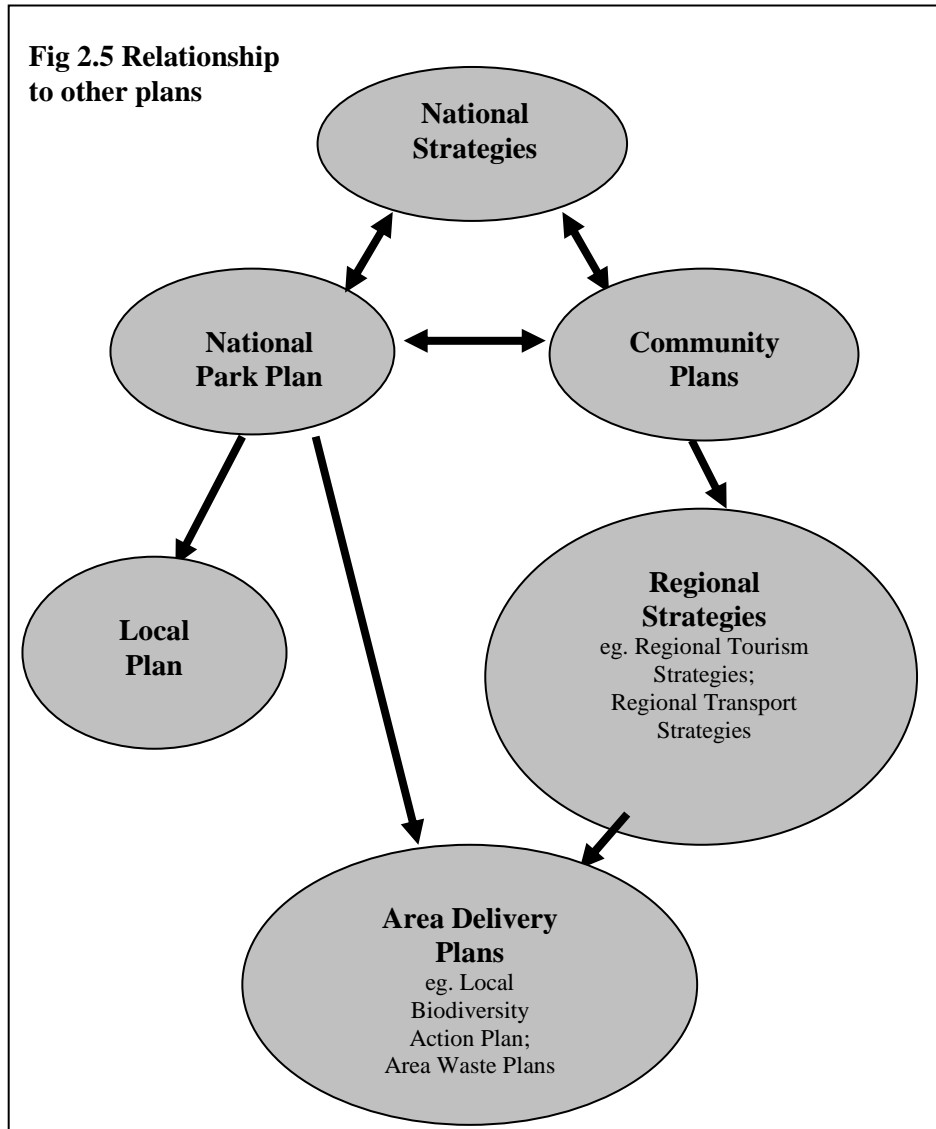 Fig 2.5 Relationship
to other plans
National
Strategies
National
Park Plan
Community
Plans
Local
Plan
Regional
Strategies
eg. Regional Tourism
Strategies;
Regional Transport
Strategies
Area Delivery
Plans
eg. Local
Biodiversity
Action Plan;
Area Waste Plans